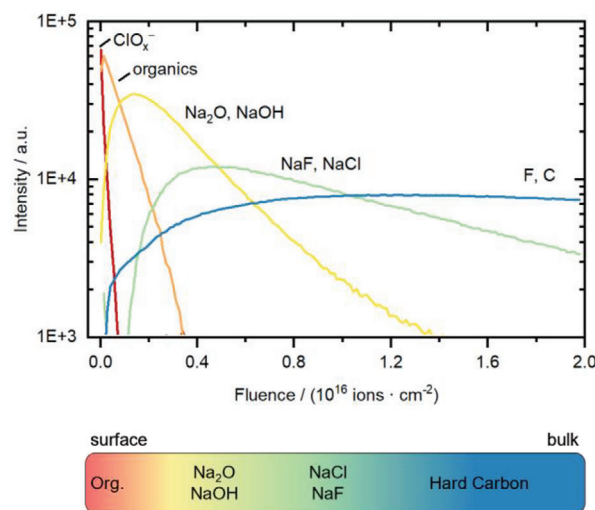 1E+5
ClOₓ⁻
organics
Na₂O, NaOH
Intensity / a.u.
1E+4
NaF, NaCl
F, C
1E+3
0.0 0.4 0.8 1.2 1.6 2.0
Fluence / (10¹⁶ ions · cm⁻²)
surface bulk
Org. Na₂O NaCl Hard Carbon
NaOH NaF